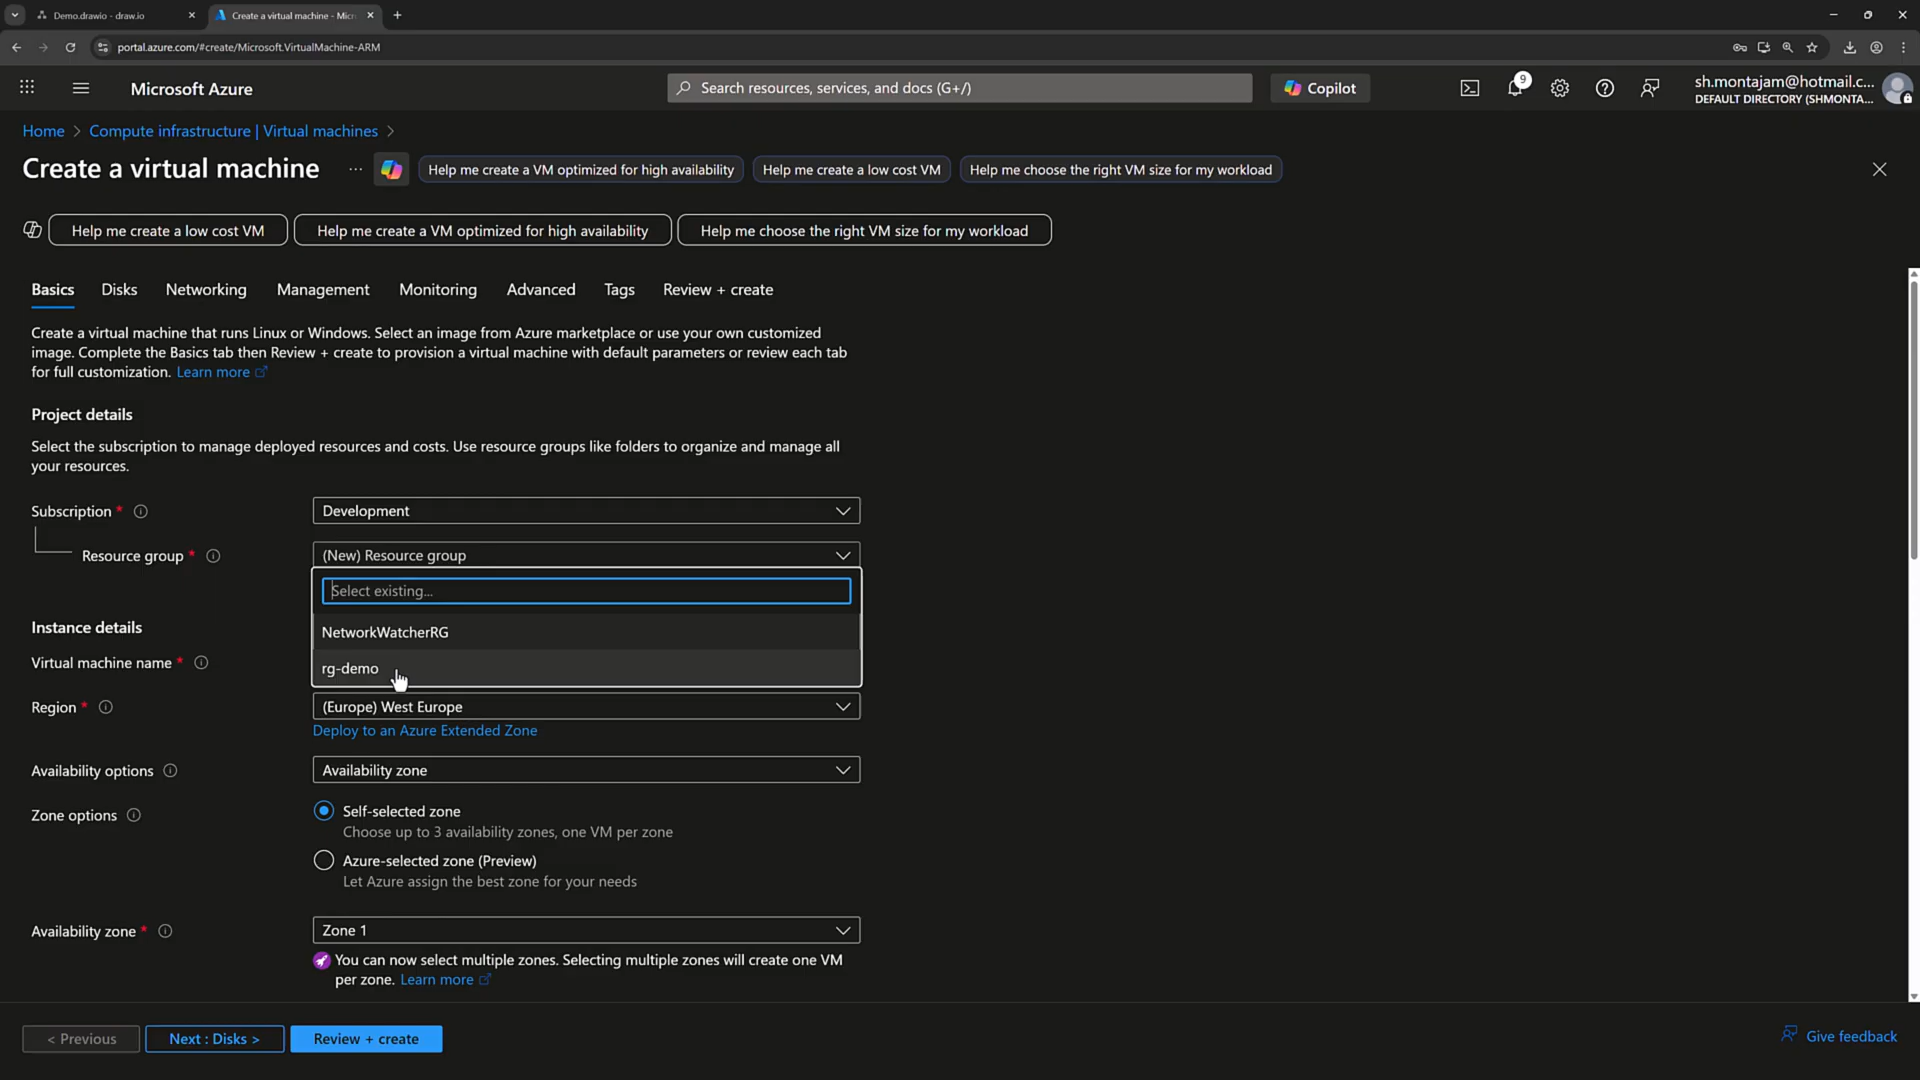 Demo.drawio - draw.io
Create a virtual machine - Micr
portal.azure.com/#create/Microsoft.VirtualMachine-ARM
Microsoft Azure
Search resources, services, and docs (G+/)
Copilot
9
sh.montajam@hotmail.c...
DEFAULT DIRECTORY (SHMONTA...
Home > Compute infrastructure | Virtual machines >
Create a virtual machine
...
Help me create a VM optimized for high availability
Help me create a low cost VM
Help me choose the right VM size for my workload
Help me create a low cost VM
Help me create a VM optimized for high availability
Help me choose the right VM size for my workload
Basics
Disks
Networking
Management
Monitoring
Advanced
Tags
Review + create
Create a virtual machine that runs Linux or Windows. Select an image from Azure marketplace or use your own customized
image. Complete the Basics tab then Review + create to provision a virtual machine with default parameters or review each tab
for full customization. Learn more
Project details
Select the subscription to manage deployed resources and costs. Use resource groups like folders to organize and manage all
your resources.
Subscription *
Development
Resource group *
(New) Resource group
Select existing...
NetworkWatcherRG
rg-demo
Instance details
Virtual machine name *
Region *
(Europe) West Europe
Deploy to an Azure Extended Zone
Availability options
Availability zone
Zone options
Self-selected zone
Choose up to 3 availability zones, one VM per zone
Azure-selected zone (Preview)
Let Azure assign the best zone for your needs
Availability zone *
Zone 1
You can now select multiple zones. Selecting multiple zones will create one VM
per zone. Learn more
< Previous
Next : Disks >
Review + create
Give feedback